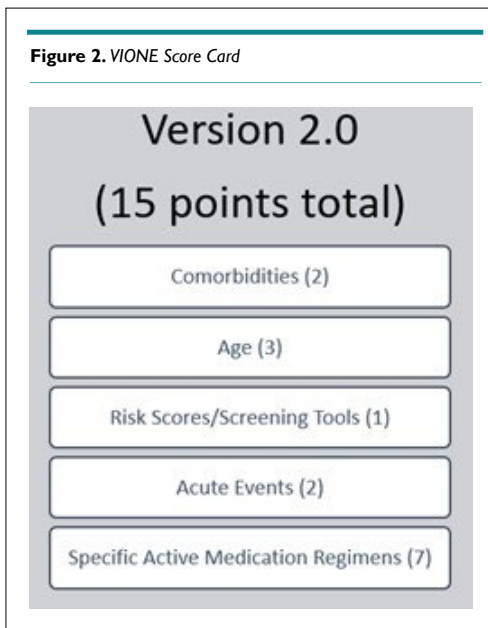 Figure 2. VIONE Score Card
Version 2.0
(15 points total)
Comorbidities (2)
Age (3)
Risk Scores/Screening Tools (1)
Acute Events (2)
Specific Active Medication Regimens (7)